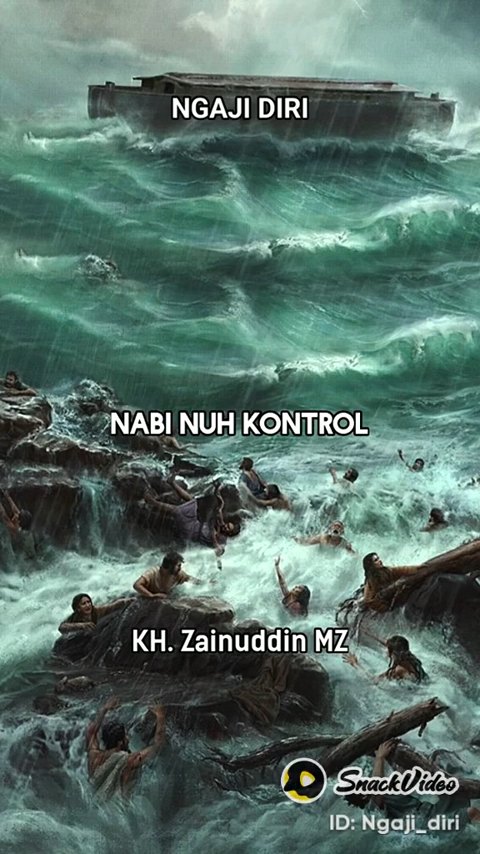 NGAJI DIRI
NABI NUH KONTROL
KH. Zainuddin MZ
SnackVideo
ID: Ngaji_diri